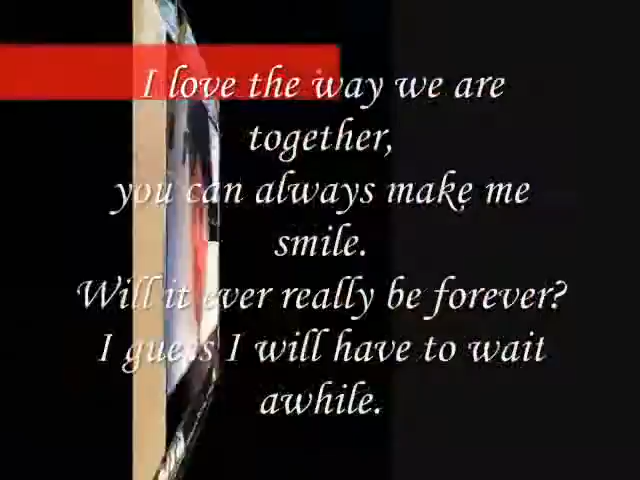 I love the way we are
together,
you can always make me
smile.
Will it ever really be forever?
I guess I will have to wait
awhile.